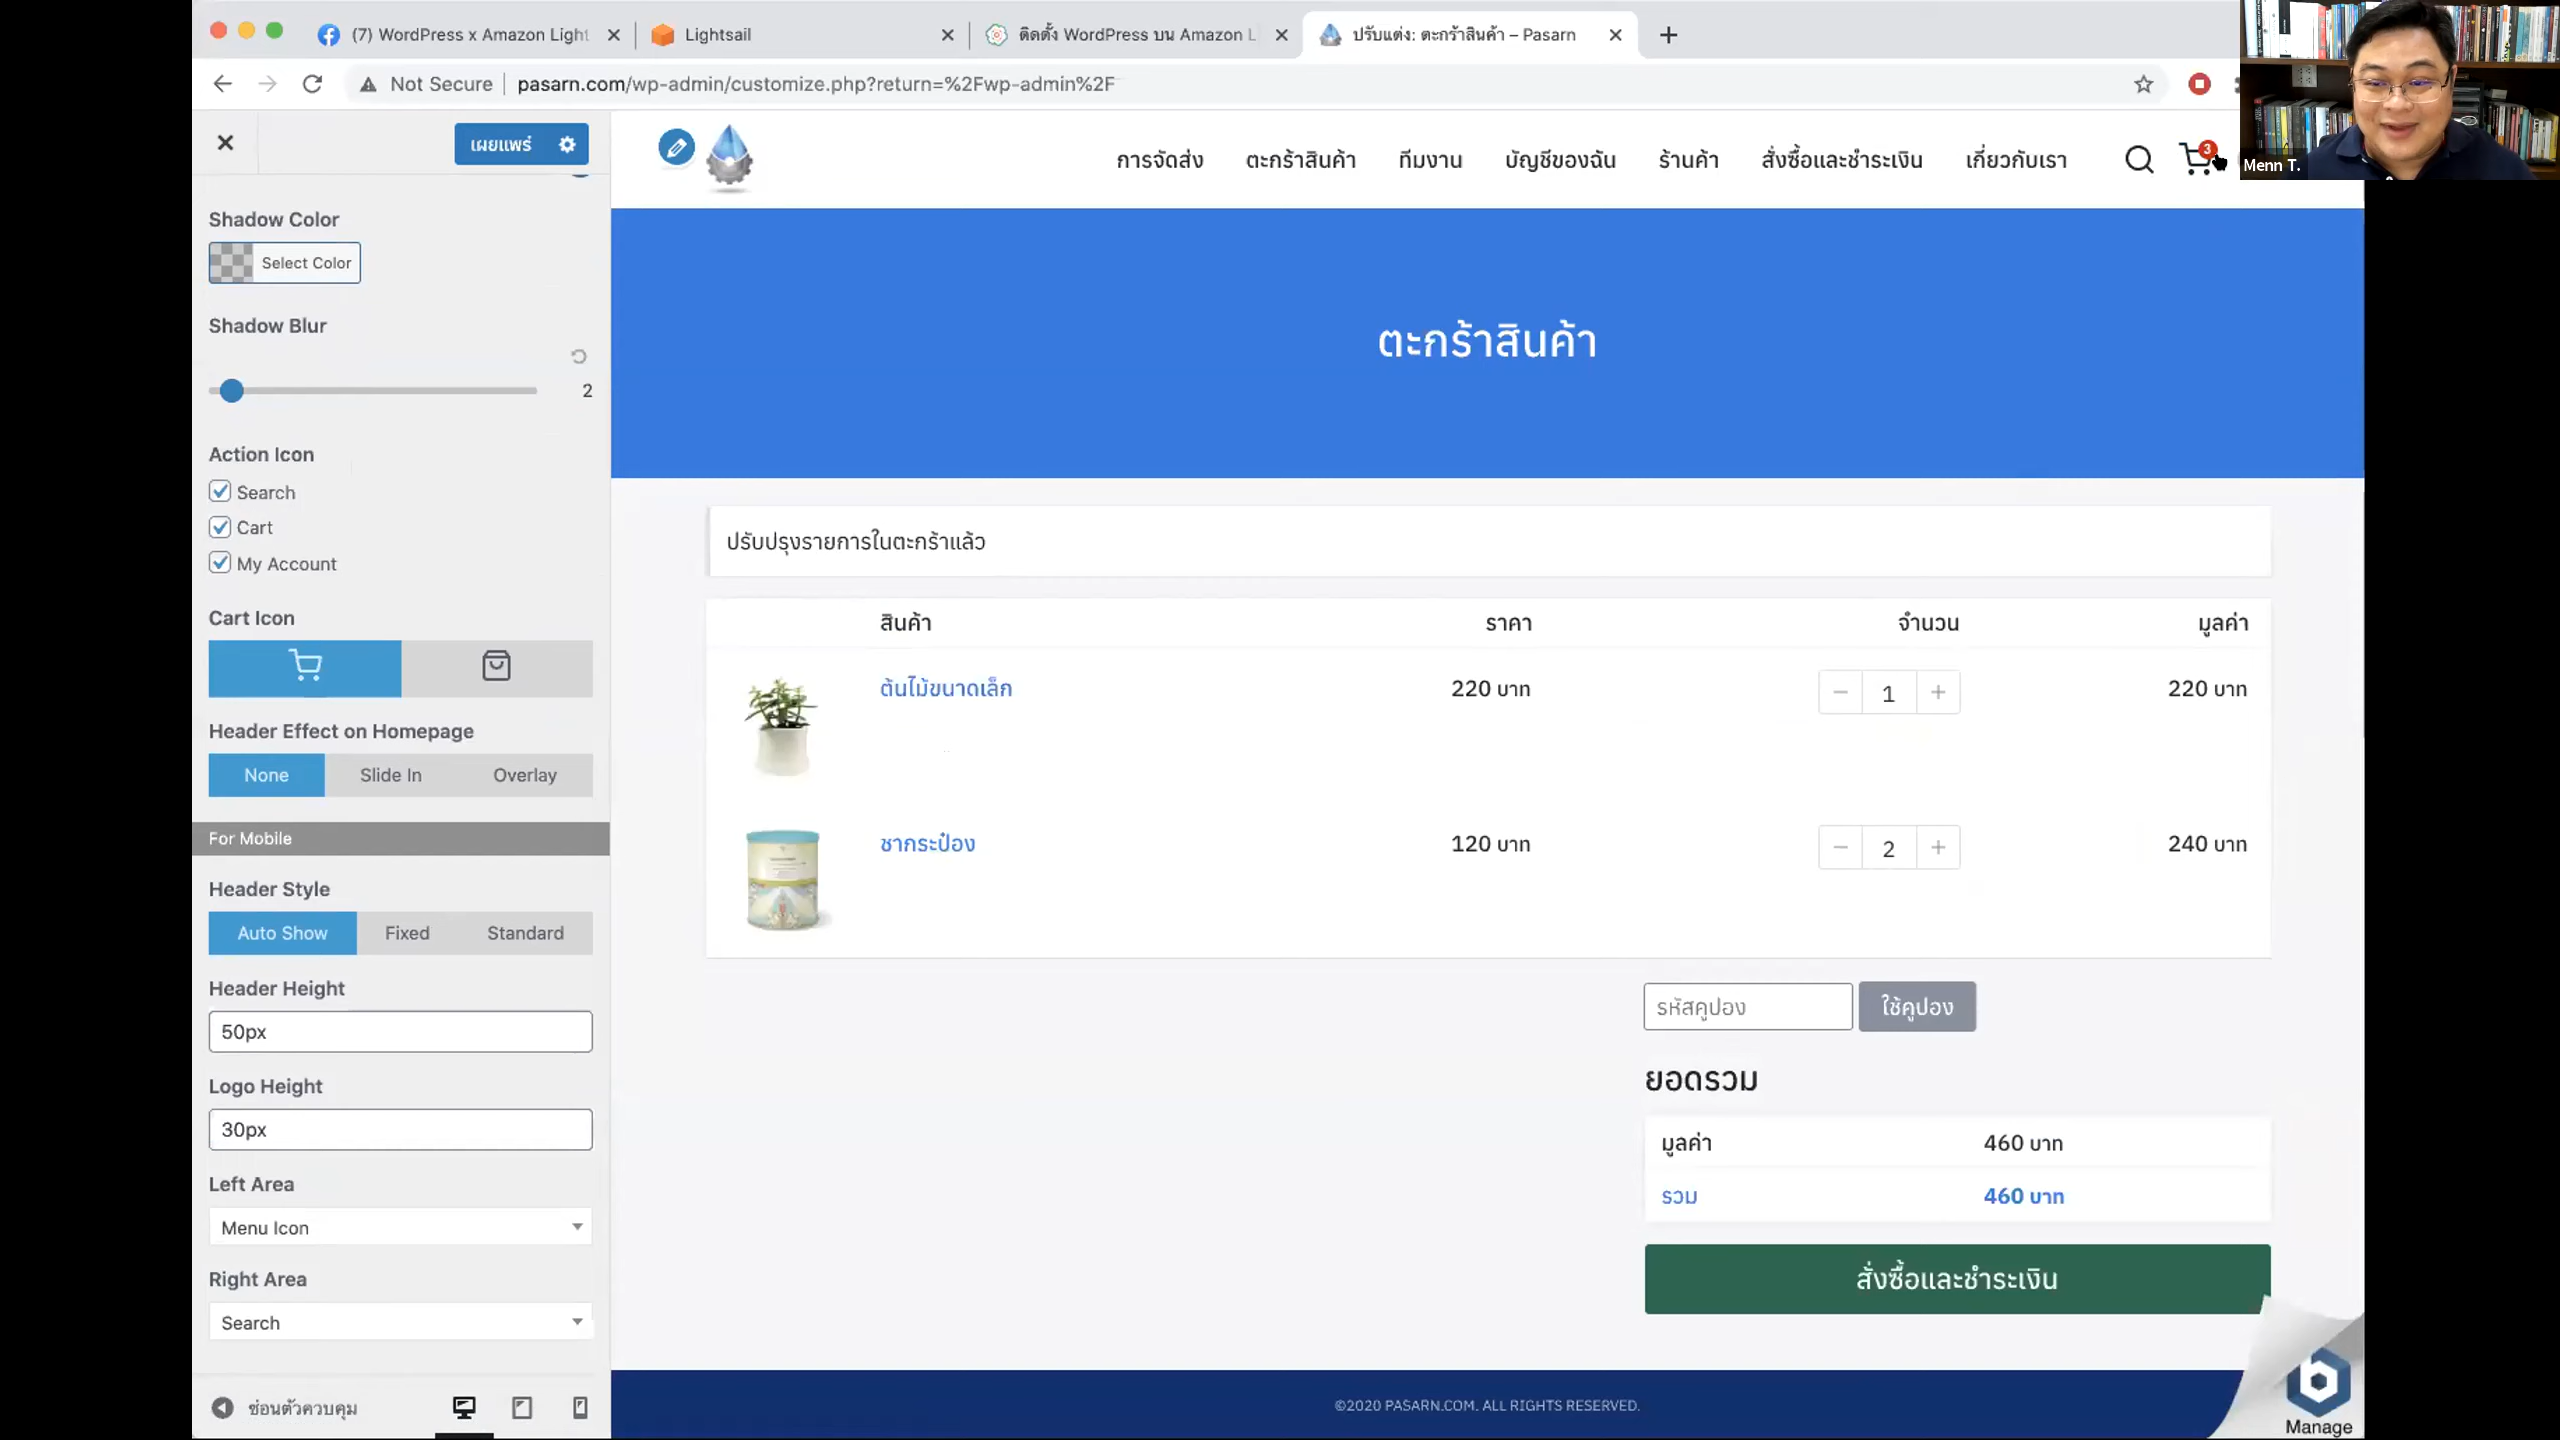 (7) WordPress x Amazon Light
Lightsail
ติดตั้ง WordPress บน Amazon L
ปรับแต่ง: ตะกร้าสินค้า – Pasarn
Not Secure
pasarn.com/wp-admin/customize.php?return=%2Fwp-admin%2F
Menn T.
เผยแพร่
การจัดส่ง
ตะกร้าสินค้า
ทีมงาน
บัญชีของฉัน
ร้านค้า
สั่งซื้อและชำระเงิน
เกี่ยวกับเรา
3
Shadow Color
Select Color
Shadow Blur
2
Action Icon
Search
Cart
My Account
Cart Icon
Header Effect on Homepage
None
Slide In
Overlay
For Mobile
Header Style
Auto Show
Fixed
Standard
Header Height
50px
Logo Height
30px
Left Area
Menu Icon
Right Area
Search
ซ่อนตัวควบคุม
ตะกร้าสินค้า
ปรับปรุงรายการในตะกร้าแล้ว
สินค้า ราคา จำนวน มูลค่า
ต้นไม้ขนาดเล็ก 220 บาท − 1 + 220 บาท
ชากระป๋อง 120 บาท − 2 + 240 บาท
รหัสคูปอง
ใช้คูปอง
ยอดรวม
มูลค่า 460 บาท
รวม 460 บาท
สั่งซื้อและชำระเงิน
©2020 PASARN.COM. ALL RIGHTS RESERVED.
Manage